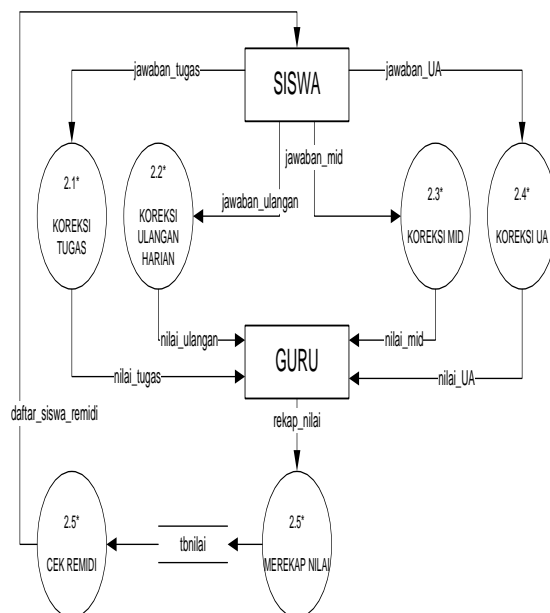 jawaban_tugas
SISWA
jawaban_UA
jawaban_mid
2.1*
KOREKSI
TUGAS
2.2*
KOREKSI
ULANGAN
HARIAN
jawaban_ulangan
2.3*
KOREKSI MID
2.4*
KOREKSI UA
nilai_ulangan
GURU
nilai_mid
nilai_tugas
nilai_UA
daftar_siswa_remidi
rekap_nilai
2.5*
CEK REMIDI
tbnilai
2.5*
MEREKAP NILAI